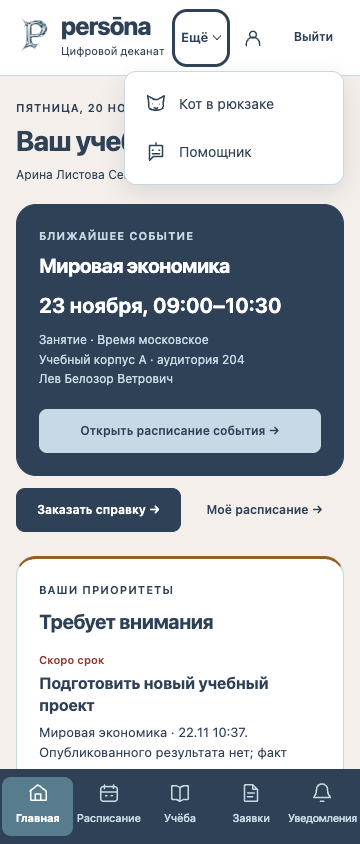 persōna
Цифровой деканат
Ещё
Выйти
Кот в рюкзаке
Помощник
ПЯТНИЦА, 20 НО
Ваш уче
Арина Листова Се
БЛИЖАЙШЕЕ СОБЫТИЕ
Мировая экономика
23 ноября, 09:00–10:30
Занятие · Время московское
Учебный корпус А · аудитория 204
Лев Белозор Ветрович
Открыть расписание события →
Заказать справку →
Моё расписание →
ВАШИ ПРИОРИТЕТЫ
Требует внимания
Скоро срок
Подготовить новый учебный
проект
Мировая экономика · 22.11 10:37.
Опубликованного результата нет; факт
Главная
Расписание
Учёба
Заявки
Уведомления